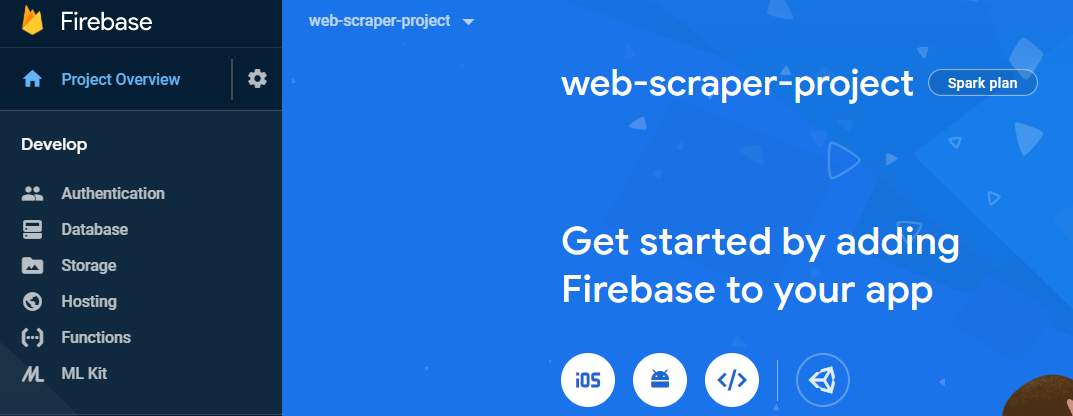 Firebase
web-scraper-project
Project Overview
web-scraper-project
Spark plan
Develop
Authentication
Database
Storage
Hosting
Functions
ML Kit
Get started by adding
Firebase to your app
iOS